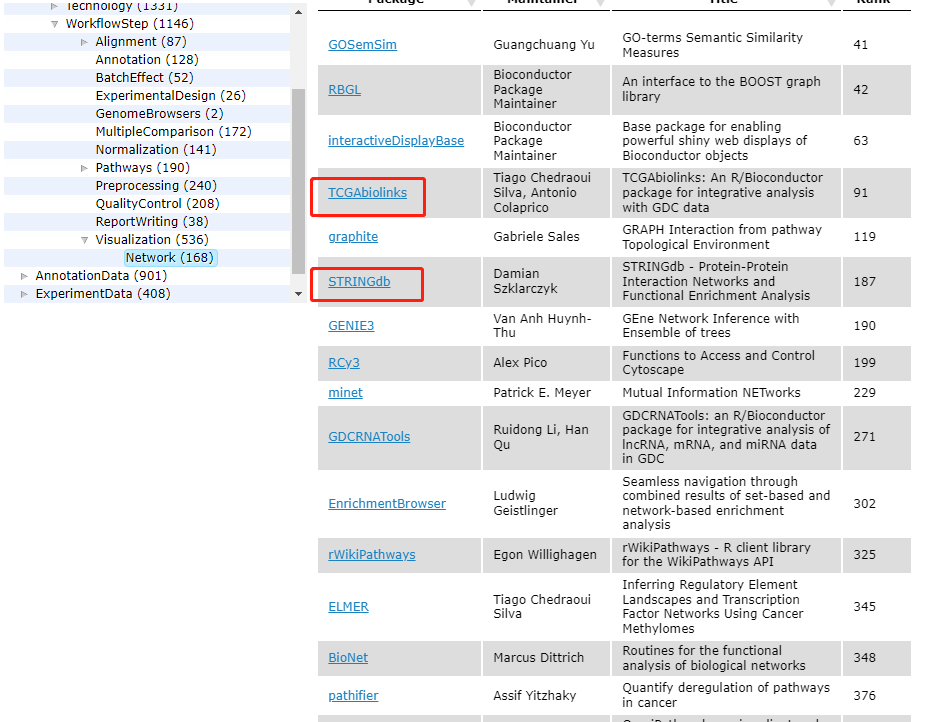 Technology (1331)
WorkflowStep (1146)
Alignment (87)
Annotation (128)
BatchEffect (52)
ExperimentalDesign (26)
GenomeBrowsers (2)
MultipleComparison (172)
Normalization (141)
Pathways (190)
Preprocessing (240)
QualityControl (208)
ReportWriting (38)
Visualization (536)
Network (168)
AnnotationData (901)
ExperimentData (408)
Package Maintainer Title Rank
GOSemSim Guangchuang Yu GO-terms Semantic Similarity
Measures 41
RBGL Bioconductor
Package
Maintainer An interface to the BOOST graph
library 42
interactiveDisplayBase Bioconductor
Package
Maintainer Base package for enabling
powerful shiny web displays of
Bioconductor objects 63
TCGAbiolinks Tiago Chedraoui
Silva, Antonio
Colaprico TCGAbiolinks: An R/Bioconductor
package for integrative analysis
with GDC data 91
graphite Gabriele Sales GRAPH Interaction from pathway
Topological Environment 119
STRINGdb Damian
Szklarczyk STRINGdb - Protein-Protein
Interaction Networks and
Functional Enrichment Analysis 187
GENIE3 Van Anh Huynh-
Thu GEne Network Inference with
Ensemble of trees 190
RCy3 Alex Pico Functions to Access and Control
Cytoscape 199
minet Patrick E. Meyer Mutual Information NETworks 229
GDCRNATools Ruidong Li, Han
Qu GDCRNATools: an R/Bioconductor
package for integrative analysis of
lncRNA, mRNA, and miRNA data
in GDC 271
EnrichmentBrowser Ludwig
Geistlinger Seamless navigation through
combined results of set-based and
network-based enrichment
analysis 302
rWikiPathways Egon Willighagen rWikiPathways - R client library
for the WikiPathways API 325
ELMER Tiago Chedraoui
Silva Inferring Regulatory Element
Landscapes and Transcription
Factor Networks Using Cancer
Methylomes 345
BioNet Marcus Dittrich Routines for the functional
analysis of biological networks 348
pathifier Assif Yitzhaky Quantify deregulation of pathways
in cancer 376